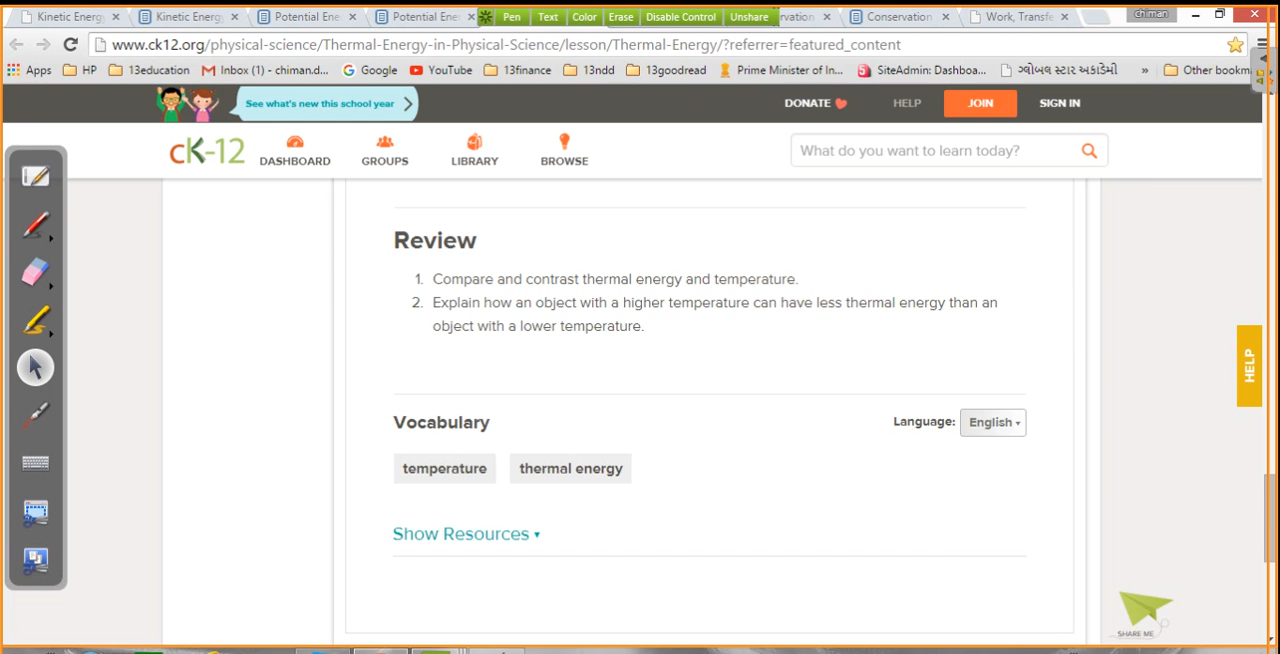 Kinetic Energy
Kinetic Energy
Potential Ene
Potential Ene
Pen
Text
Color
Erase
Disable Control
Unshare
rvation
Conservation
Work, Transfe
chiman
www.ck12.org/physical-science/Thermal-Energy-in-Physical-Science/lesson/Thermal-Energy/?referrer=featured_content
Apps
HP
13education
Inbox (1) - chiman.d...
Google
YouTube
13finance
13ndd
13goodread
Prime Minister of In...
SiteAdmin: Dashboa...
ગ્લોબલ સ્ટાર અકાડેમી
»
Other bookm
See what's new this school year
DONATE
HELP
JOIN
SIGN IN
cK-12
DASHBOARD
GROUPS
LIBRARY
BROWSE
What do you want to learn today?
Review
1. Compare and contrast thermal energy and temperature.
2. Explain how an object with a higher temperature can have less thermal energy than an
object with a lower temperature.
HELP
Vocabulary
Language: English
temperature
thermal energy
Show Resources
SHARE ME